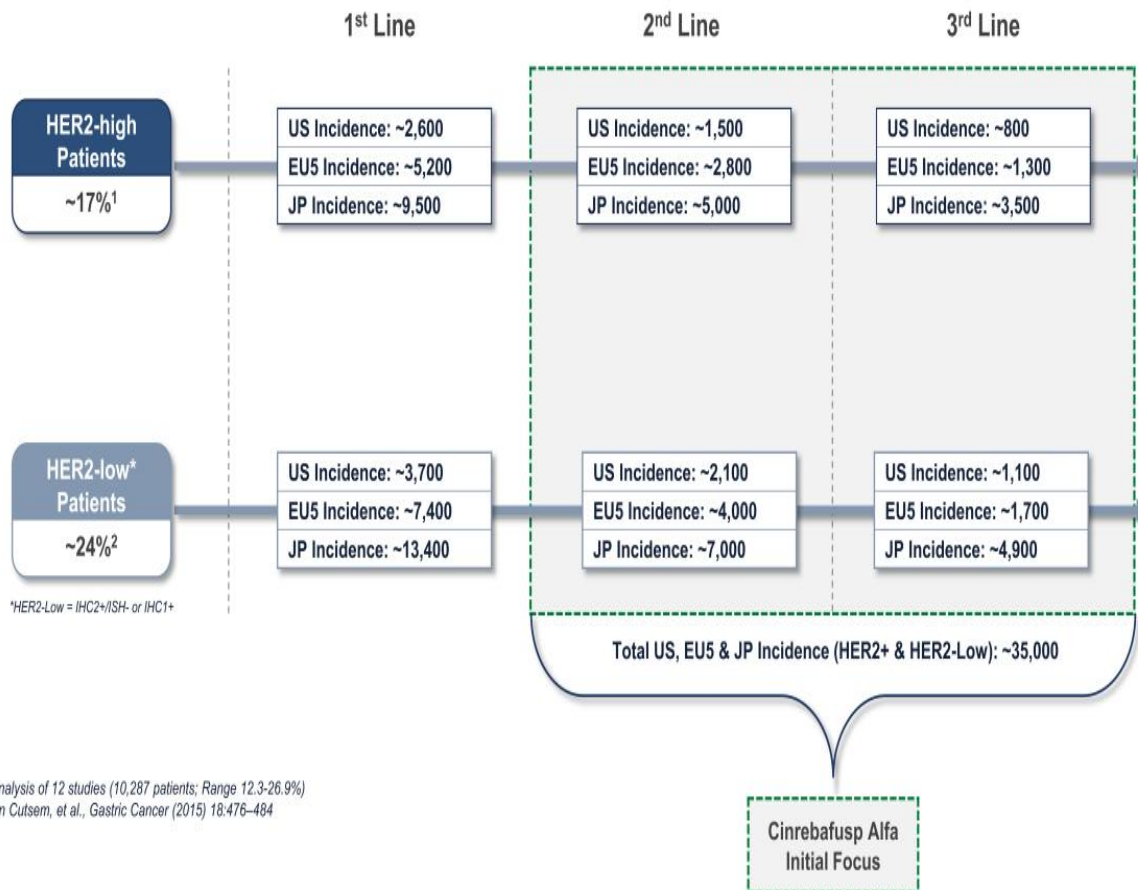 1st Line
2nd Line
3rd Line
HER2-high
Patients
~17%1
US Incidence: ~2,600
EU5 Incidence: ~5,200
JP Incidence: ~9,500
US Incidence: ~1,500
EU5 Incidence: ~2,800
JP Incidence: ~5,000
US Incidence: ~800
EU5 Incidence: ~1,300
JP Incidence: ~3,500
HER2-low*
Patients
~24%2
US Incidence: ~3,700
EU5 Incidence: ~7,400
JP Incidence: ~13,400
US Incidence: ~2,100
EU5 Incidence: ~4,000
JP Incidence: ~7,000
US Incidence: ~1,100
EU5 Incidence: ~1,700
JP Incidence: ~4,900
*HER2-Low = IHC2+/ISH- or IHC1+
Total US, EU5 & JP Incidence (HER2+ & HER2-Low): ~35,000
nalysis of 12 studies (10,287 patients; Range 12.3-26.9%)
n Cutsem, et al., Gastric Cancer (2015) 18:476–484
Cinrebafusp Alfa
Initial Focus